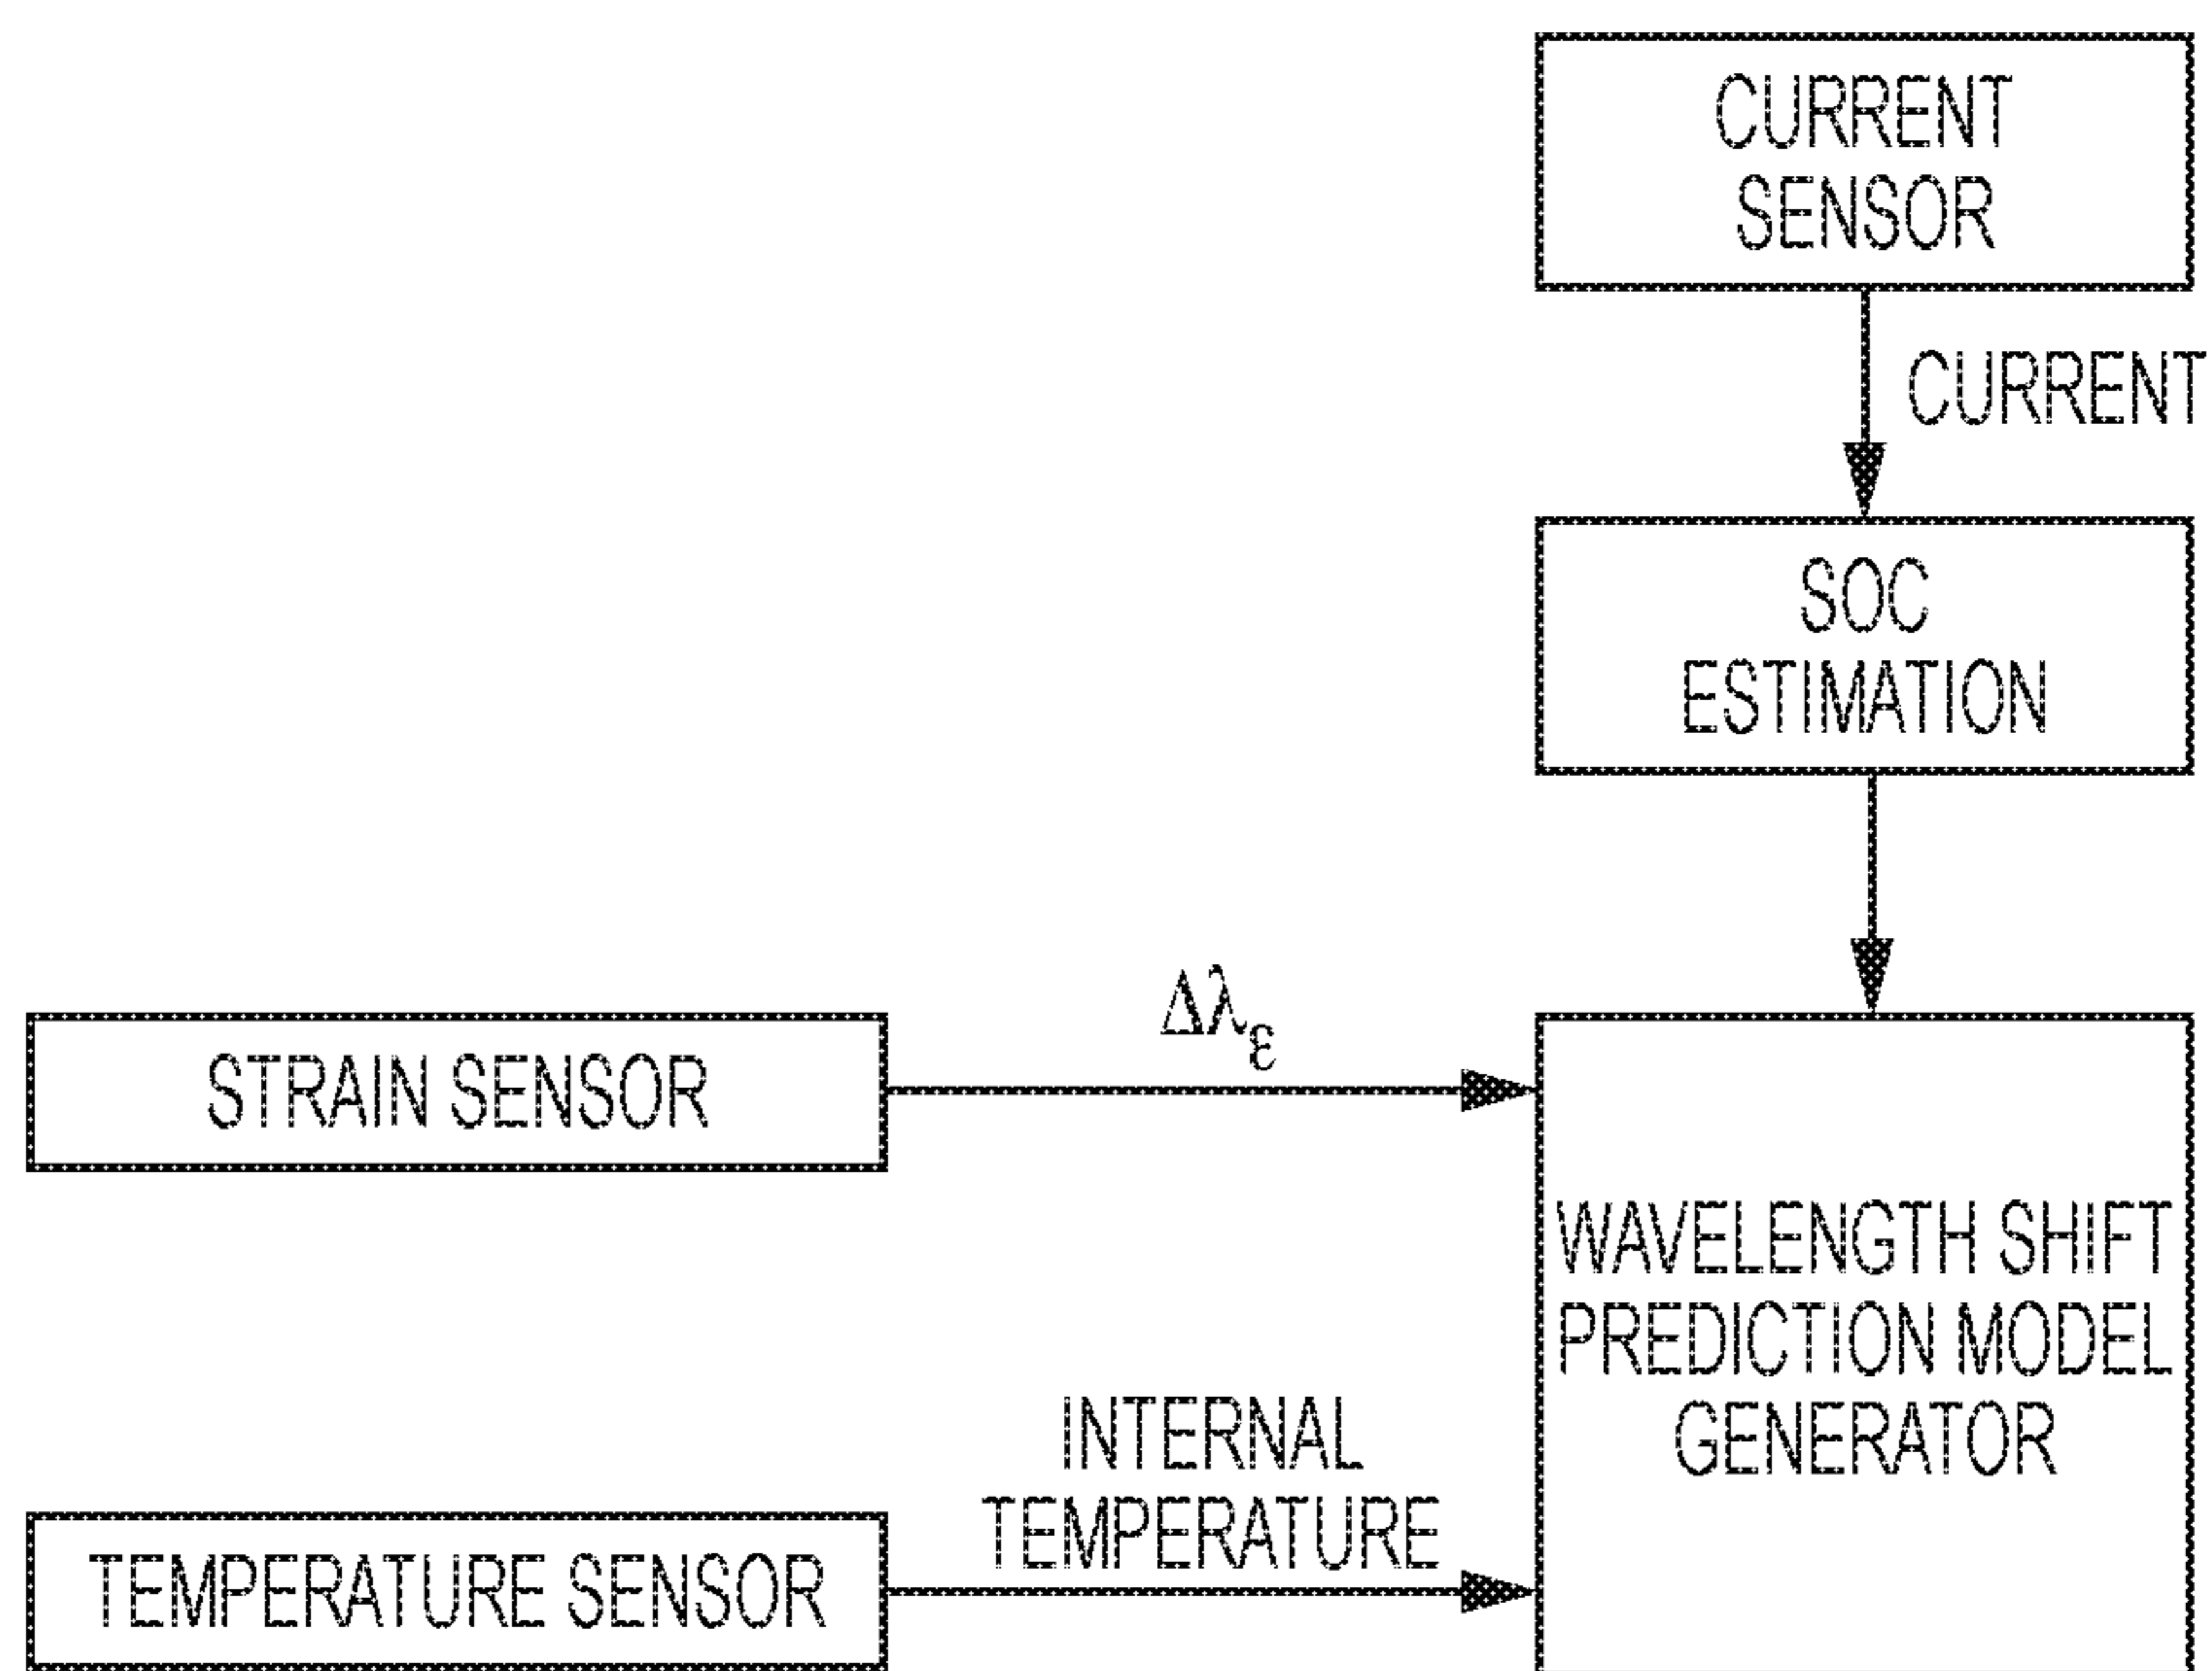 CURRENT
SENSOR
CURRENT
SOC
ESTIMATION
Δλε
STRAIN SENSOR
WAVELENGTH SHIFT
PREDICTION MODEL
GENERATOR
INTERNAL
TEMPERATURE
TEMPERATURE SENSOR